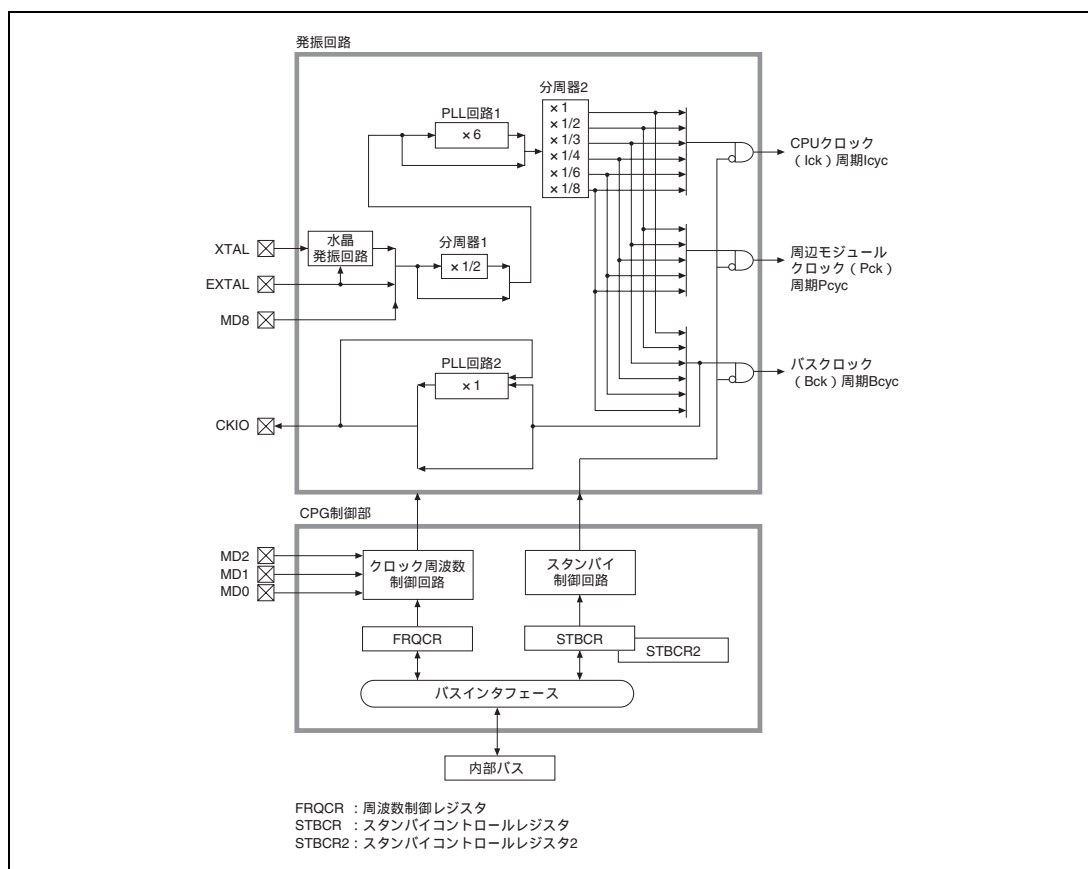 発振回路
分周器2
PLL回路1
×6
×1
×1/2
×1/3
×1/4
×1/6
×1/8
CPUクロック
(Ick)周期Icyc
XTAL
水晶
発振回路
分周器1
×1/2
EXTAL
MD8
周辺モジュール
クロック(Pck)
周期Pcyc
PLL回路2
×1
バスクロック
(Bck)周期Bcyc
CKIO
CPG制御部
MD2
MD1
MD0
クロック周波数
制御回路
スタンバイ
制御回路
FRQCR
STBCR
STBCR2
バスインタフェース
内部バス
FRQCR :周波数制御レジスタ
STBCR :スタンバイコントロールレジスタ
STBCR2:スタンバイコントロールレジスタ2